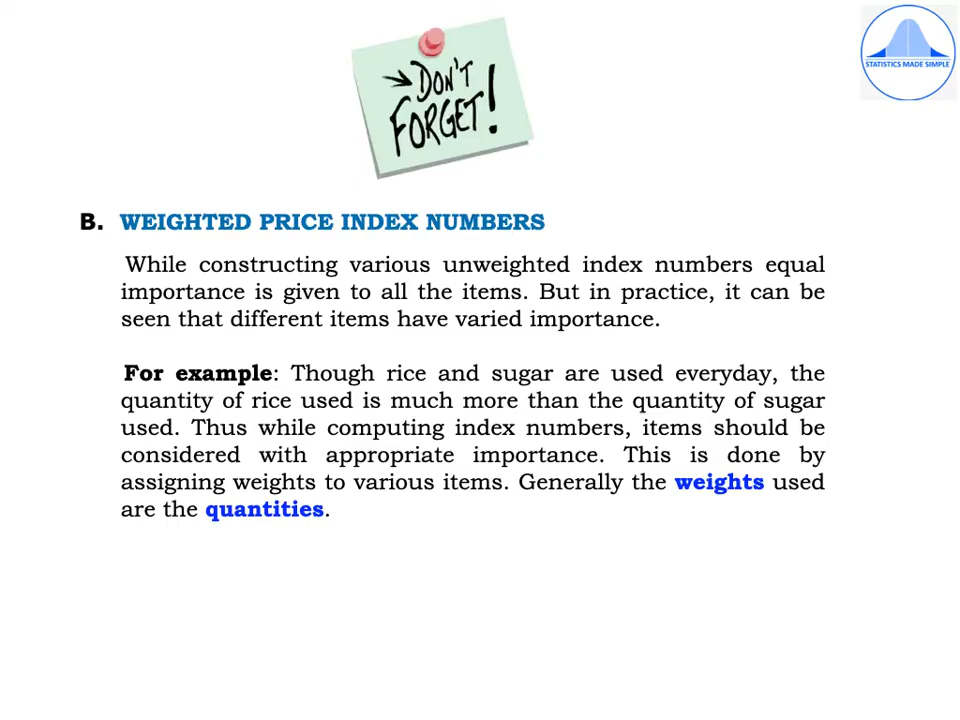 DON'T
FORGET!
STATISTICS MADE SIMPLE
B. WEIGHTED PRICE INDEX NUMBERS
While constructing various unweighted index numbers equal
importance is given to all the items. But in practice, it can be
seen that different items have varied importance.
For example: Though rice and sugar are used everyday, the
quantity of rice used is much more than the quantity of sugar
used. Thus while computing index numbers, items should be
considered with appropriate importance. This is done by
assigning weights to various items. Generally the weights used
are the quantities.